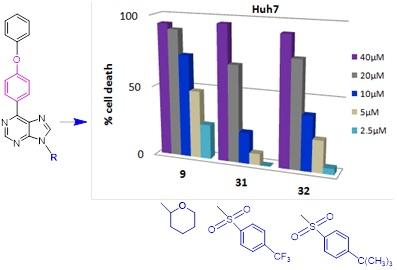 Huh7
100
50
0
% cell death
40µM
20µM
10µM
5µM
2.5µM
9
31
32
O
N
N
N
N
R
O
O
S
O
CF₃
O
S
O
C(CH₃)₃